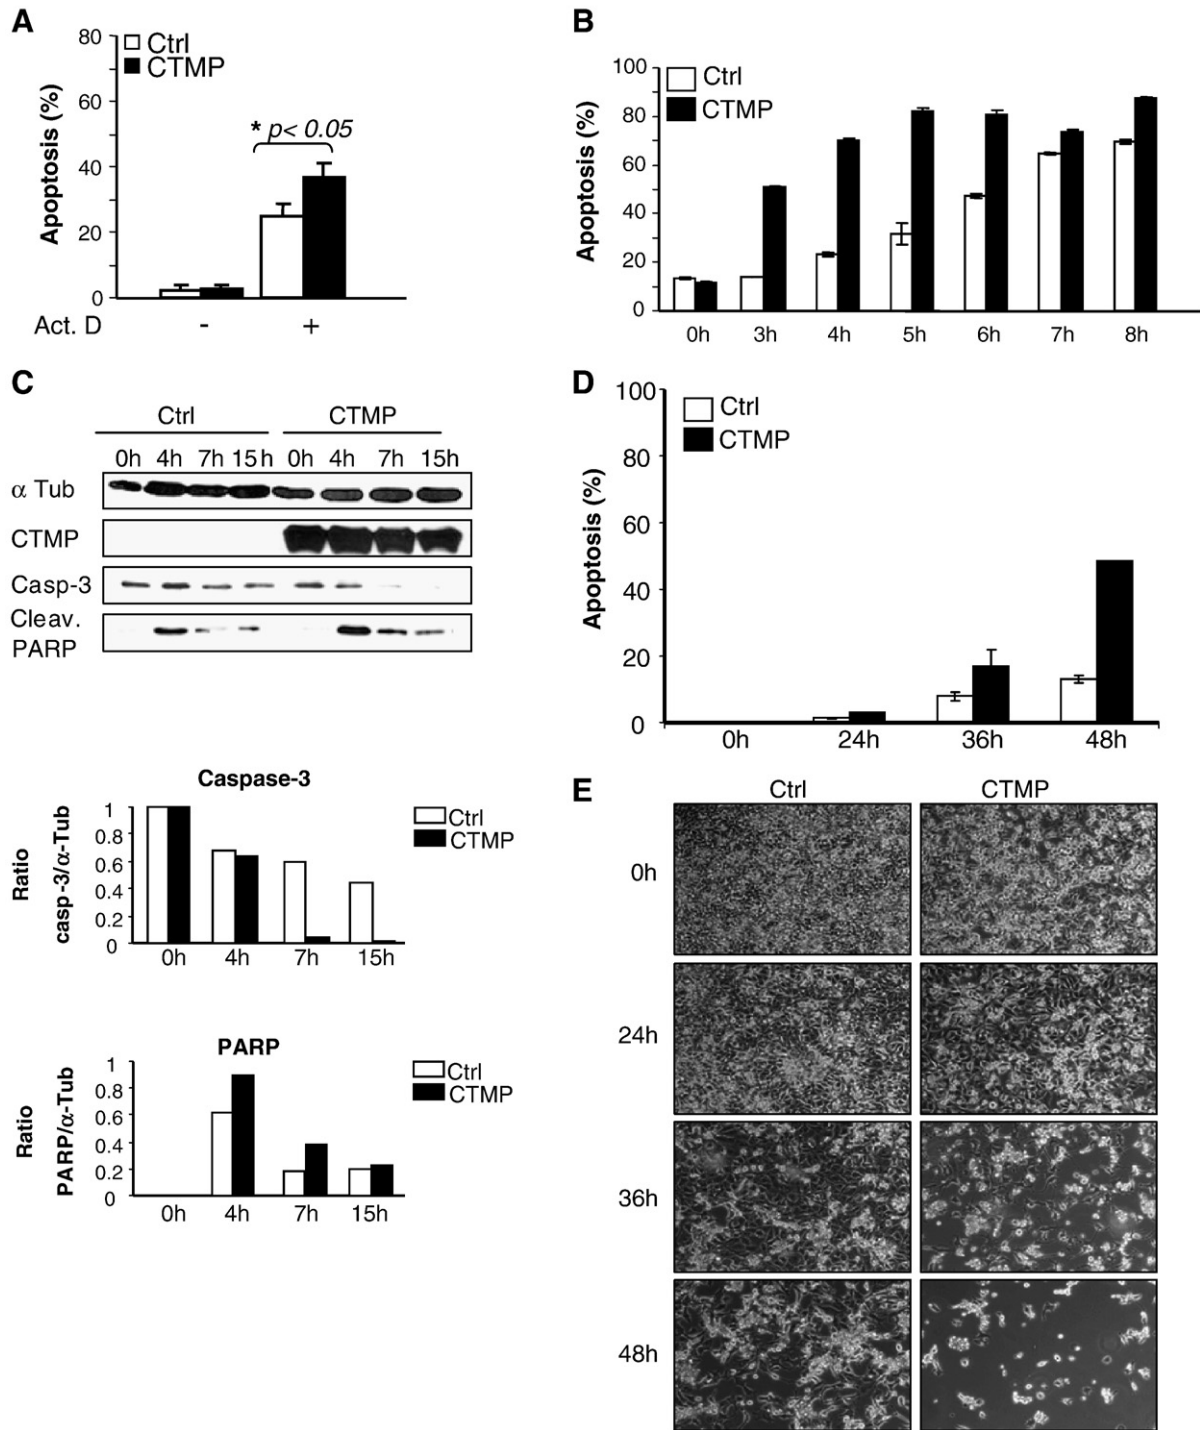 A
80
60
40
20
0
Apoptosis (%)
Ctrl
CTMP
* p< 0.05
Act. D - +
B
100
80
60
40
20
0
Apoptosis (%)
Ctrl
CTMP
0h 3h 4h 5h 6h 7h 8h
C
Ctrl CTMP
0h 4h 7h 15h 0h 4h 7h 15h
α Tub
CTMP
Casp-3
Cleav.
PARP
Caspase-3
Ratio
casp-3/α-Tub
1
0.8
0.6
0.4
0.2
0
Ctrl
CTMP
0h 4h 7h 15h
PARP
Ratio
PARP/α-Tub
1
0.8
0.6
0.4
0.2
0
Ctrl
CTMP
0h 4h 7h 15h
D
100
80
60
40
20
0
Apoptosis (%)
Ctrl
CTMP
0h 24h 36h 48h
E
Ctrl CTMP
0h
24h
36h
48h